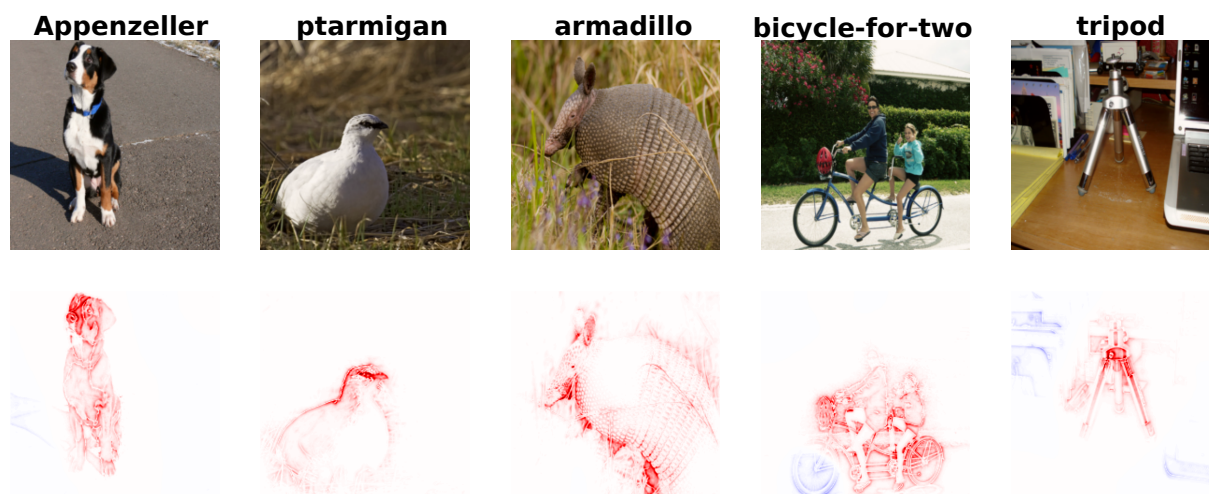 Appenzeller
ptarmigan
armadillo
bicycle-for-two
tripod